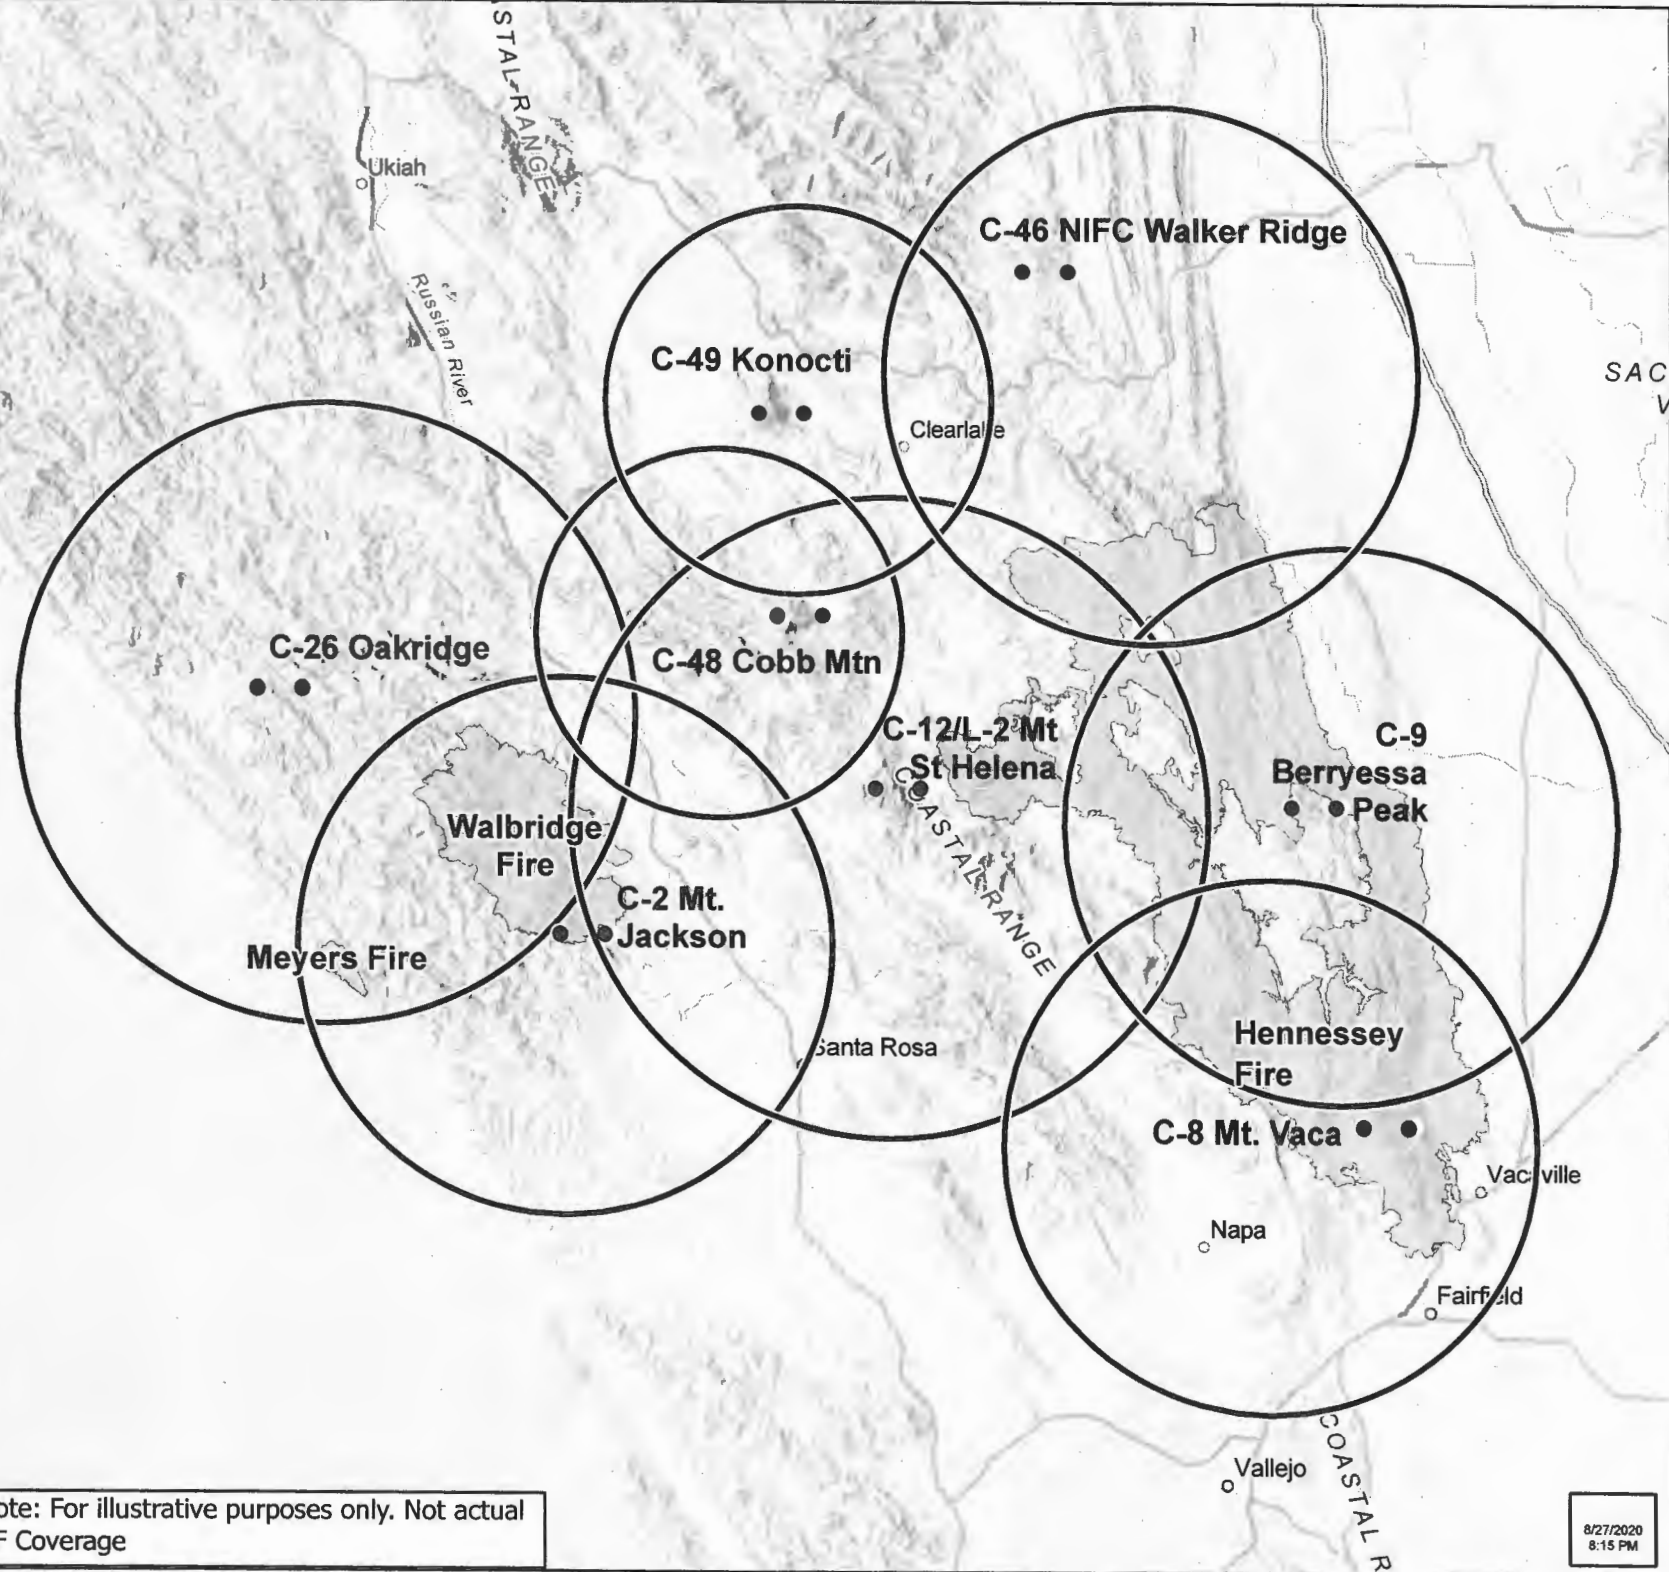 STAL RANGE
Ukiah
C-46 NIFC Walker Ridge
Russian River
C-49 Konocti
SAC
V
Clearlake
C-26 Oakridge
C-48 Cobb Mtn
C-12/L-2 Mt
St Helena
C-9
Berryessa
Peak
COASTAL RANGE
Walbridge
Fire
C-2 Mt.
Jackson
Meyers Fire
Santa Rosa
Hennessey
Fire
C-8 Mt. Vaca
Vacaville
Napa
Fairfield
Vallejo
COASTAL R
ote: For illustrative purposes only. Not actual
F Coverage
8/27/2020
8:15 PM